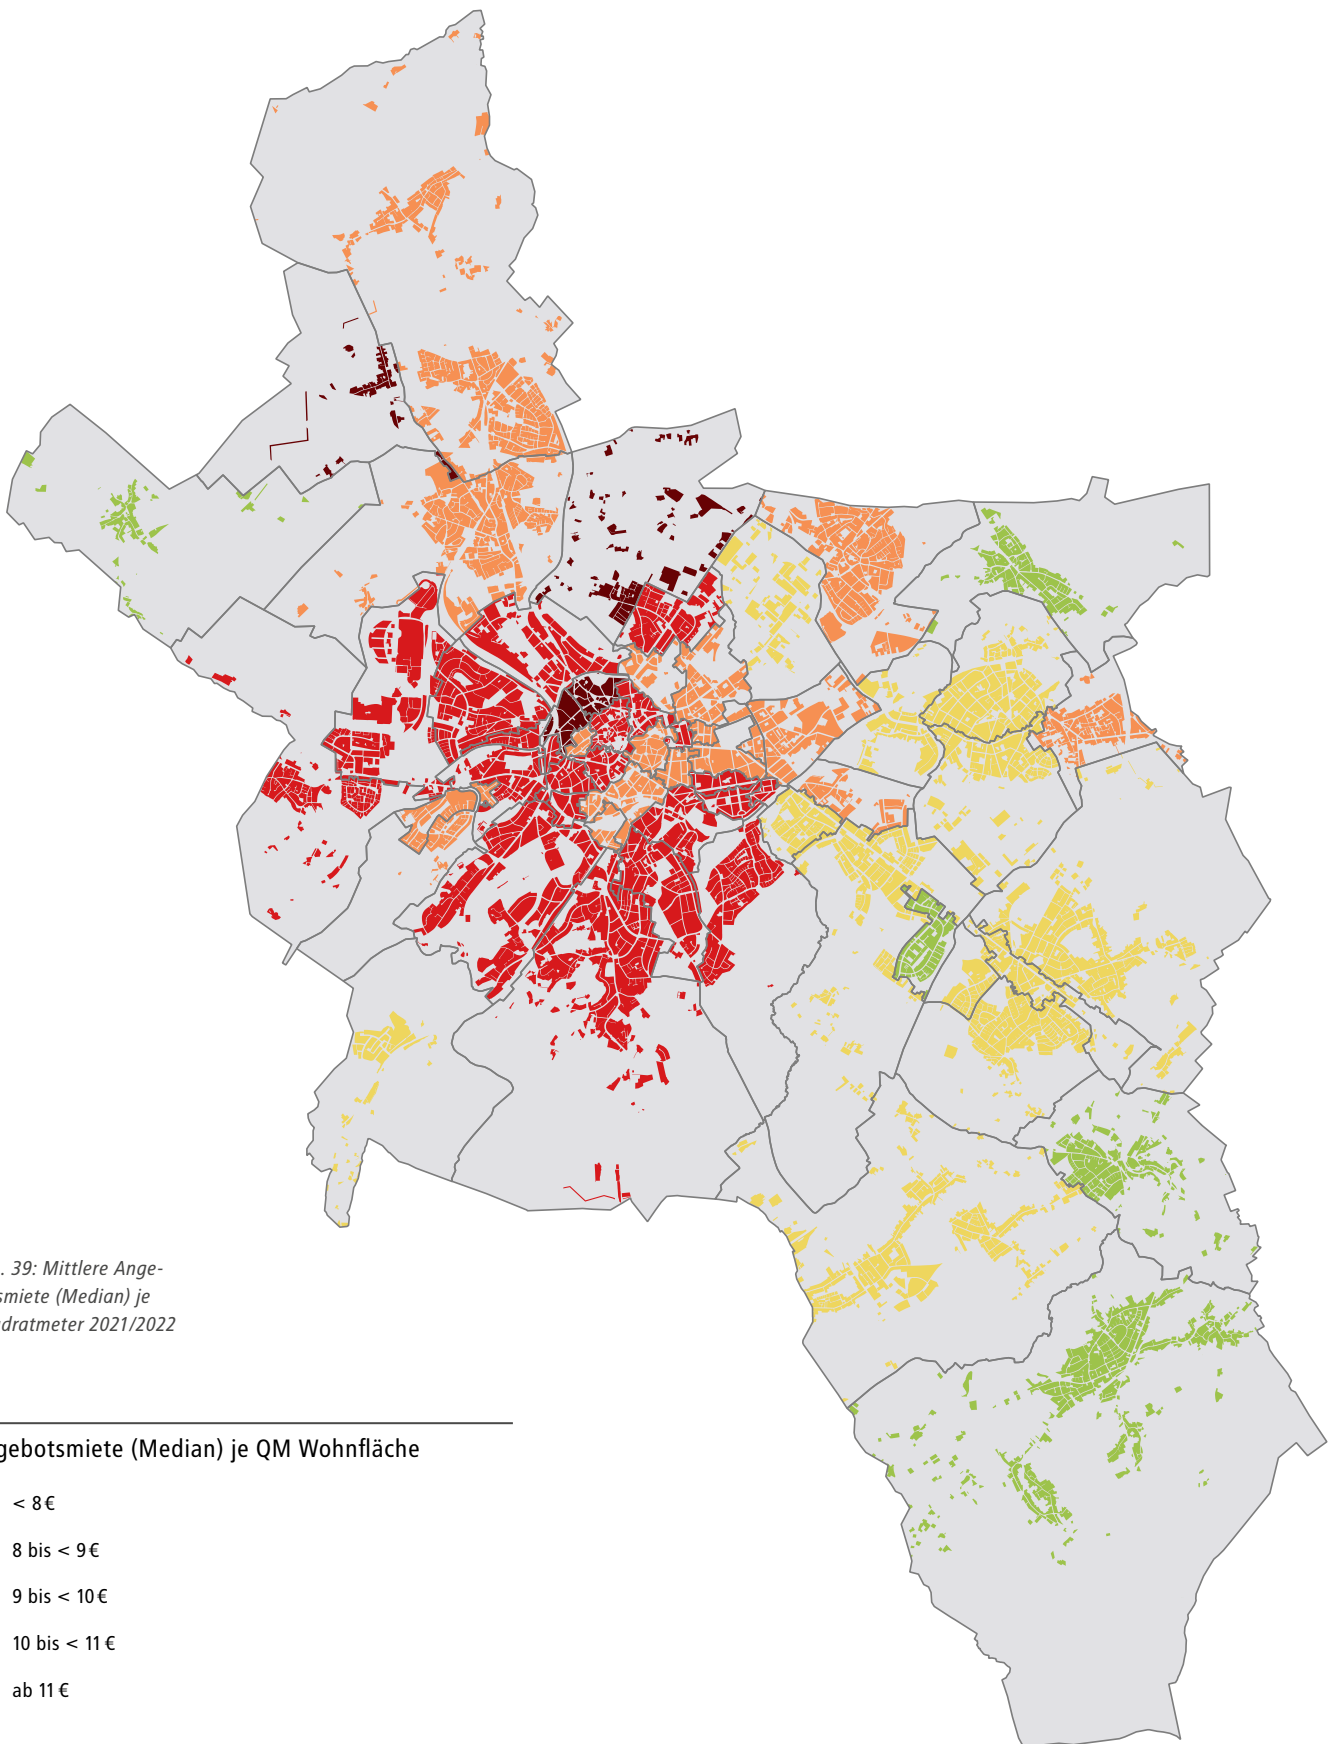 . 39: Mittlere Ange-
smiete (Median) je
dratmeter 2021/2022
gebotsmiete (Median) je QM Wohnfläche
< 8 €
8 bis < 9 €
9 bis < 10 €
10 bis < 11 €
ab 11 €